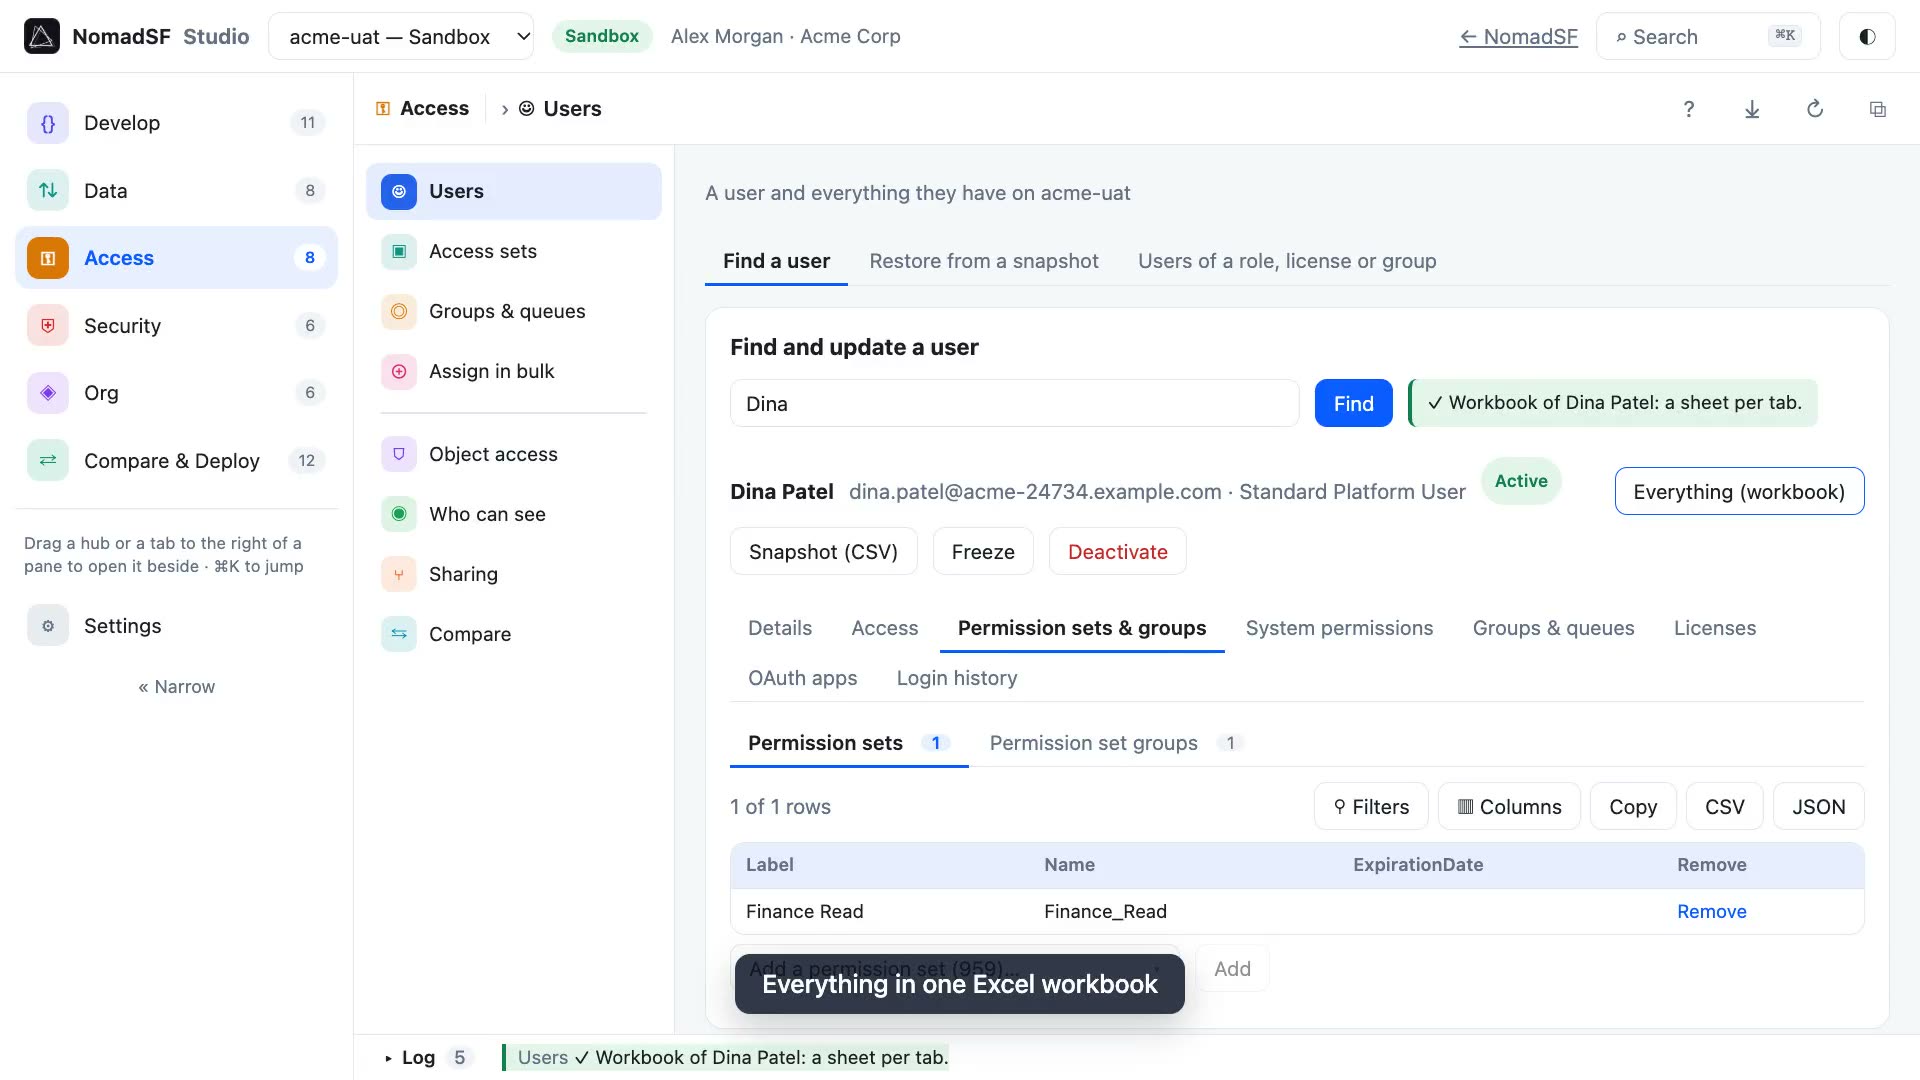 NomadSF Studio
acme-uat — Sandbox
Sandbox
Alex Morgan · Acme Corp
← NomadSF
Search ⌘K
{} Develop 11
Data 8
Access 8
Security 6
Org 6
Compare & Deploy 12
Drag a hub or a tab to the right of a
pane to open it beside · ⌘K to jump
Settings
« Narrow
Access › Users
?
Users
Access sets
Groups & queues
Assign in bulk
Object access
Who can see
Sharing
Compare
A user and everything they have on acme-uat
Find a user
Restore from a snapshot
Users of a role, license or group
Find and update a user
Dina
Find
✓ Workbook of Dina Patel: a sheet per tab.
Dina Patel dina.patel@acme-24734.example.com · Standard Platform User
Active
Everything (workbook)
Snapshot (CSV)
Freeze
Deactivate
Details
Access
Permission sets & groups
System permissions
Groups & queues
Licenses
OAuth apps
Login history
Permission sets 1
Permission set groups 1
1 of 1 rows
Filters
Columns
Copy
CSV
JSON
Label Name ExpirationDate Remove
Finance Read Finance_Read Remove
Add a permission set (959)...
Add
Everything in one Excel workbook
▸ Log 5
Users ✓ Workbook of Dina Patel: a sheet per tab.